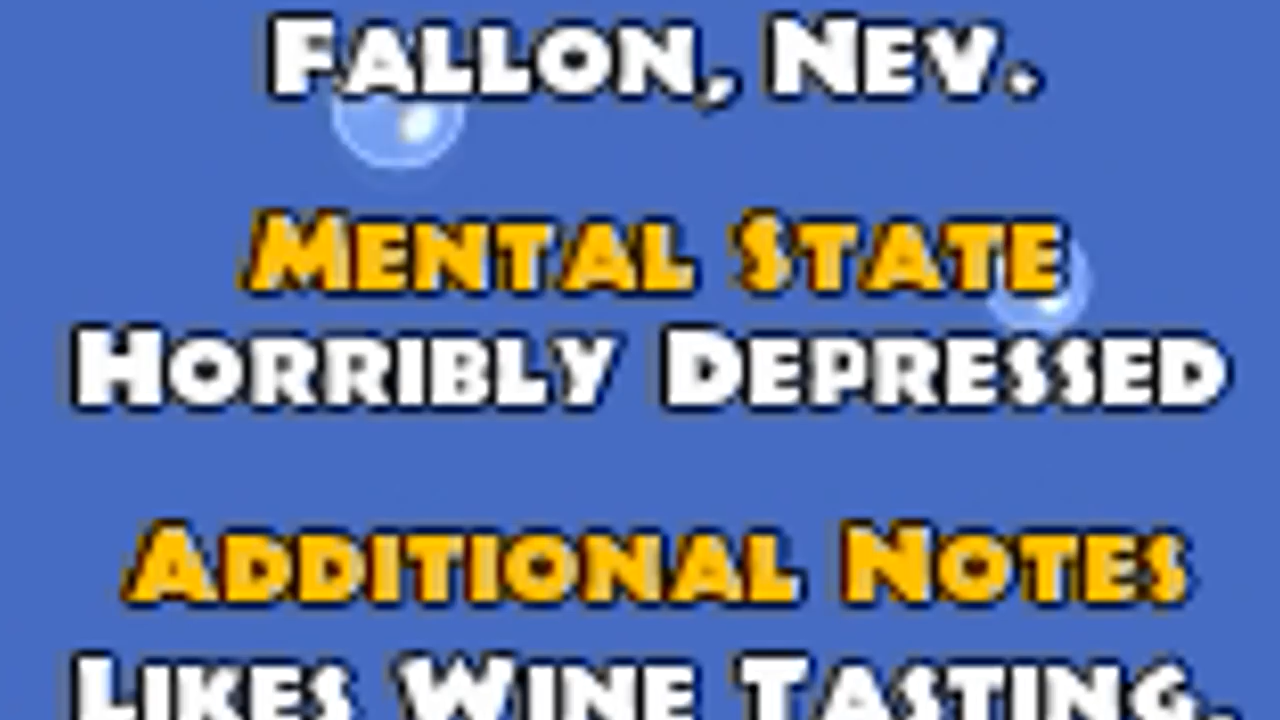 Fallon, Nev.
Mental State
Horribly Depressed
Additional Notes
Likes Wine Tasting.